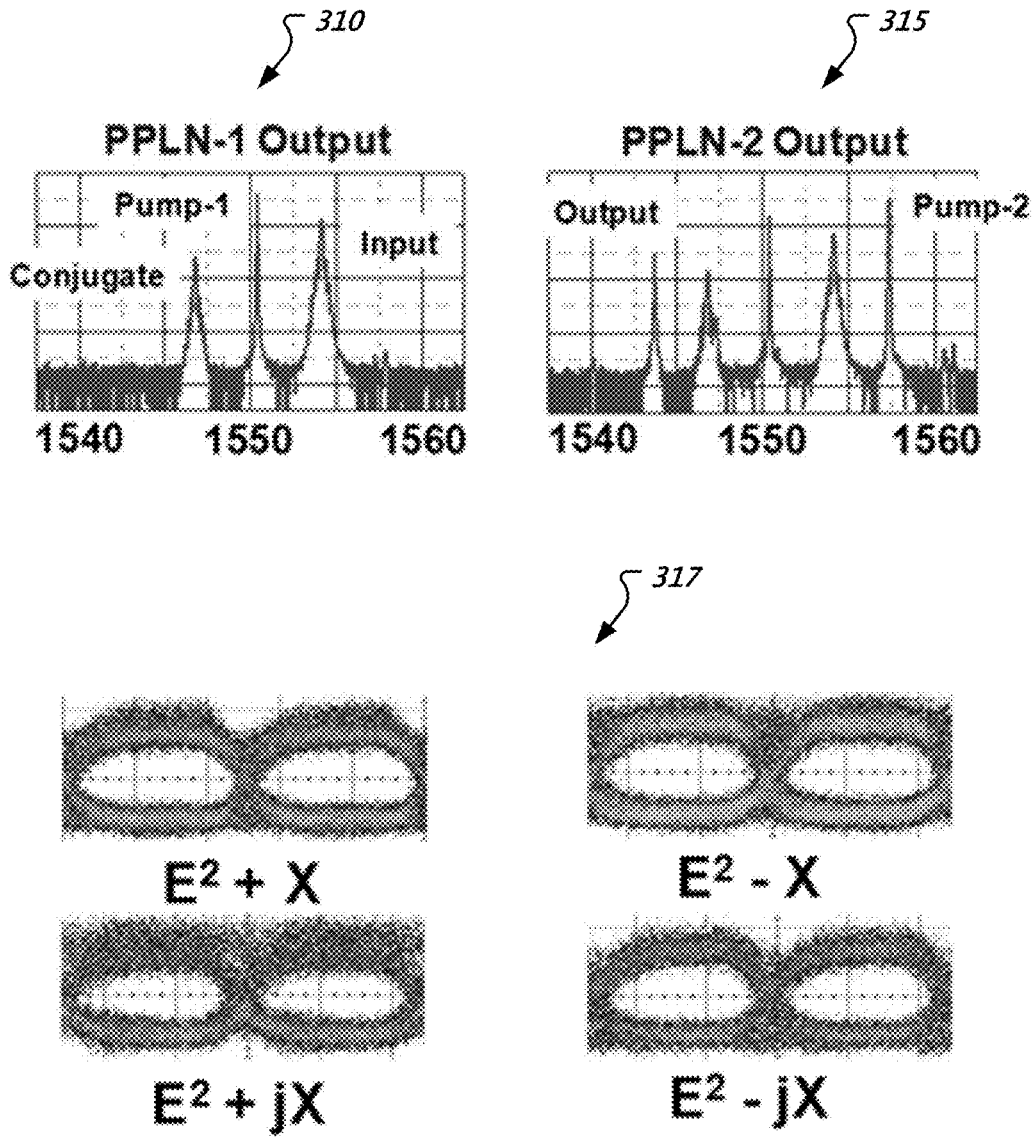 310
315
PPLN-1 Output
PPLN-2 Output
Pump-1
Input
Conjugate
Output
Pump-2
1540 1550 1560
1540 1550 1560
317
E² + X
E² - X
E² + jX
E² - jX